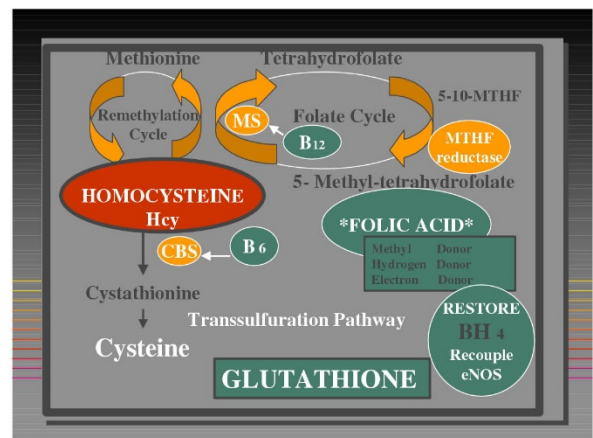 Methionine
Tetrahydrofolate
5-10-MTHF
Remethylation
Cycle
MS
Folate Cycle
B12
MTHF
reductase
5- Methyl-tetrahydrofolate
HOMOCYSTEINE
Hcy
*FOLIC ACID*
CBS
B 6
Methyl Donor
Hydrogen Donor
Electron Donor
Cystathionine
Transsulfuration Pathway
Cysteine
RESTORE
BH 4
Recouple
eNOS
GLUTATHIONE